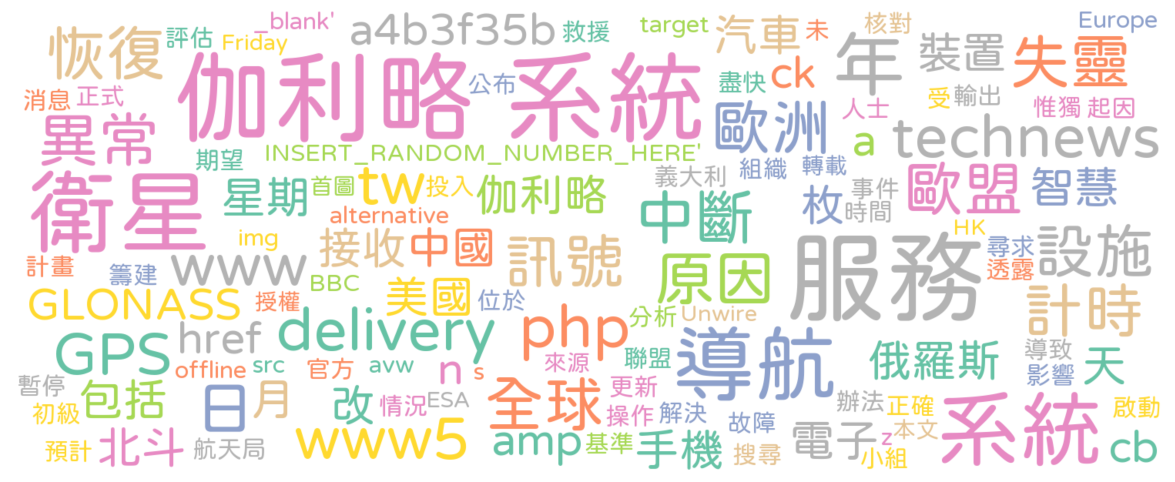 _blank' a4b3f35b 救援 target 汽車 未 核對 Europe
恢復 評估 Friday 伽利略系統 公布 盡快 ck 年 裝置 失靈
消息 正式 人士 受 輸出 惟獨 起因
異常 期望 INSERT_RANDOM_NUMBER_HERE' 歐洲 a technews
衛星 星期 首圖 tw 投入 伽利略 義大利 組織 轉載 歐盟 智慧
alternative 中斷 枚 事件 時間
img 接收 中國 訊號 服務 HK 尋求 設施
計畫 籌建 www BBC 美國 位於 原因 透露
GLONASS 授權 計時
GPS href delivery php 分析 Unwire 導航 俄羅斯 導致 天
offline src 官方 avw n s 來源 聯盟 影響
暫停 包括 日 月 改 情況 ESA 全球 更新 辦法 正確 啟動
初級 www5 操作 解決 故障 系統
預計 北斗 航天局 amp 基準 手機 搜尋 電子 z 本文 小組 cb